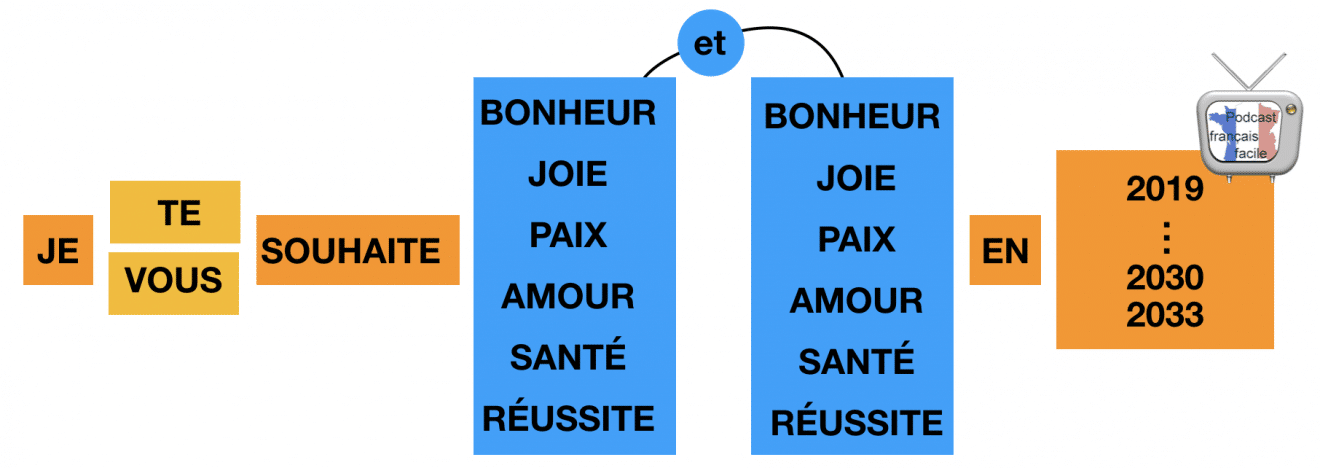 et
JE
TE
VOUS
SOUHAITE
BONHEUR
JOIE
PAIX
AMOUR
SANTÉ
RÉUSSITE
BONHEUR
JOIE
PAIX
AMOUR
SANTÉ
RÉUSSITE
EN
2019
⋮
2030
2033
Podcast
français
facile